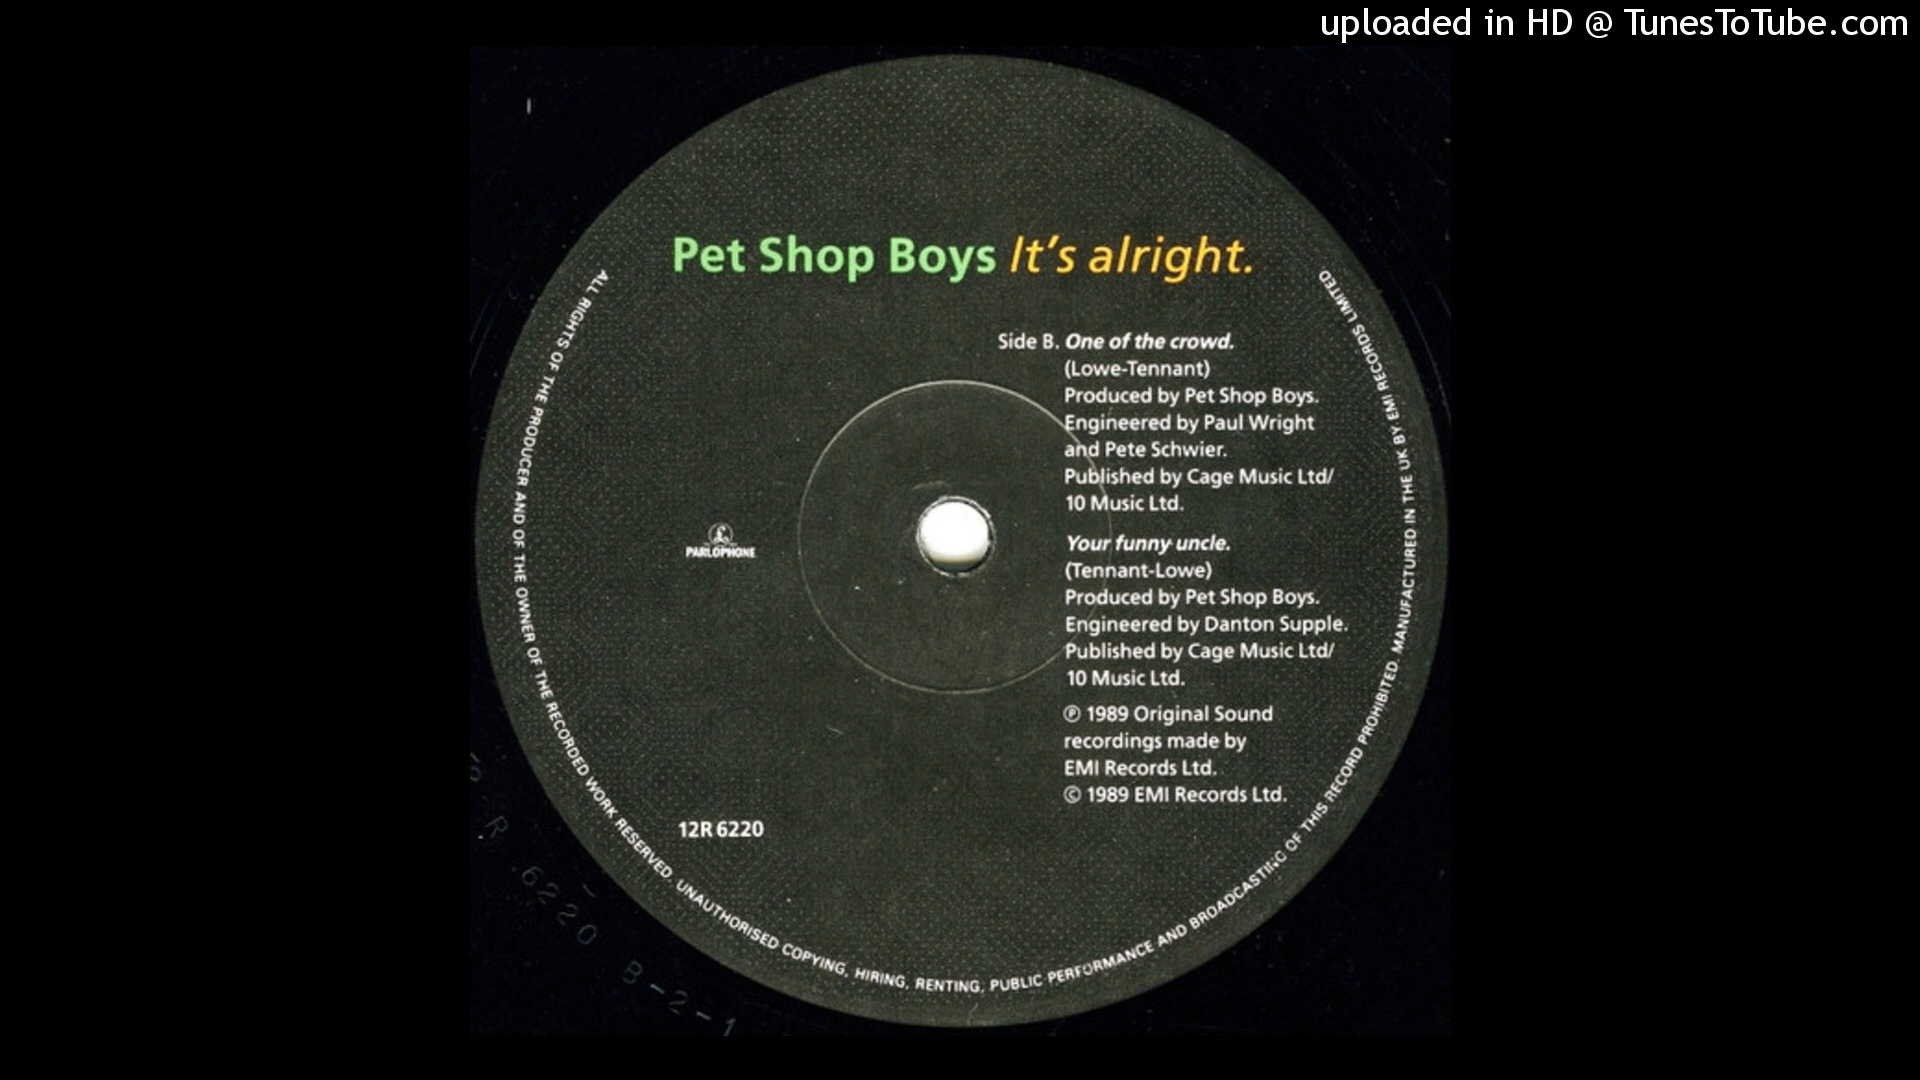 uploaded in HD @ TunesToTube.com
Pet Shop Boys It's alright.
Side B. One of the crowd.
(Lowe-Tennant)
Produced by Pet Shop Boys.
Engineered by Paul Wright
and Pete Schwier.
Published by Cage Music Ltd/
10 Music Ltd.
Your funny uncle.
(Tennant-Lowe)
Produced by Pet Shop Boys.
Engineered by Danton Supple.
Published by Cage Music Ltd/
10 Music Ltd.
℗ 1989 Original Sound
recordings made by
EMI Records Ltd.
© 1989 EMI Records Ltd.
£
PARLOPHONE
12R 6220
ALL RIGHTS OF THE PRODUCER AND OF THE OWNER OF THE RECORDED WORK RESERVED. UNAUTHORISED COPYING, HIRING, RENTING, PUBLIC PERFORMANCE AND BROADCASTING OF THIS RECORD PROHIBITED. MANUFACTURED IN THE UK BY EMI RECORDS LIMITED
R 6220 B-2-1